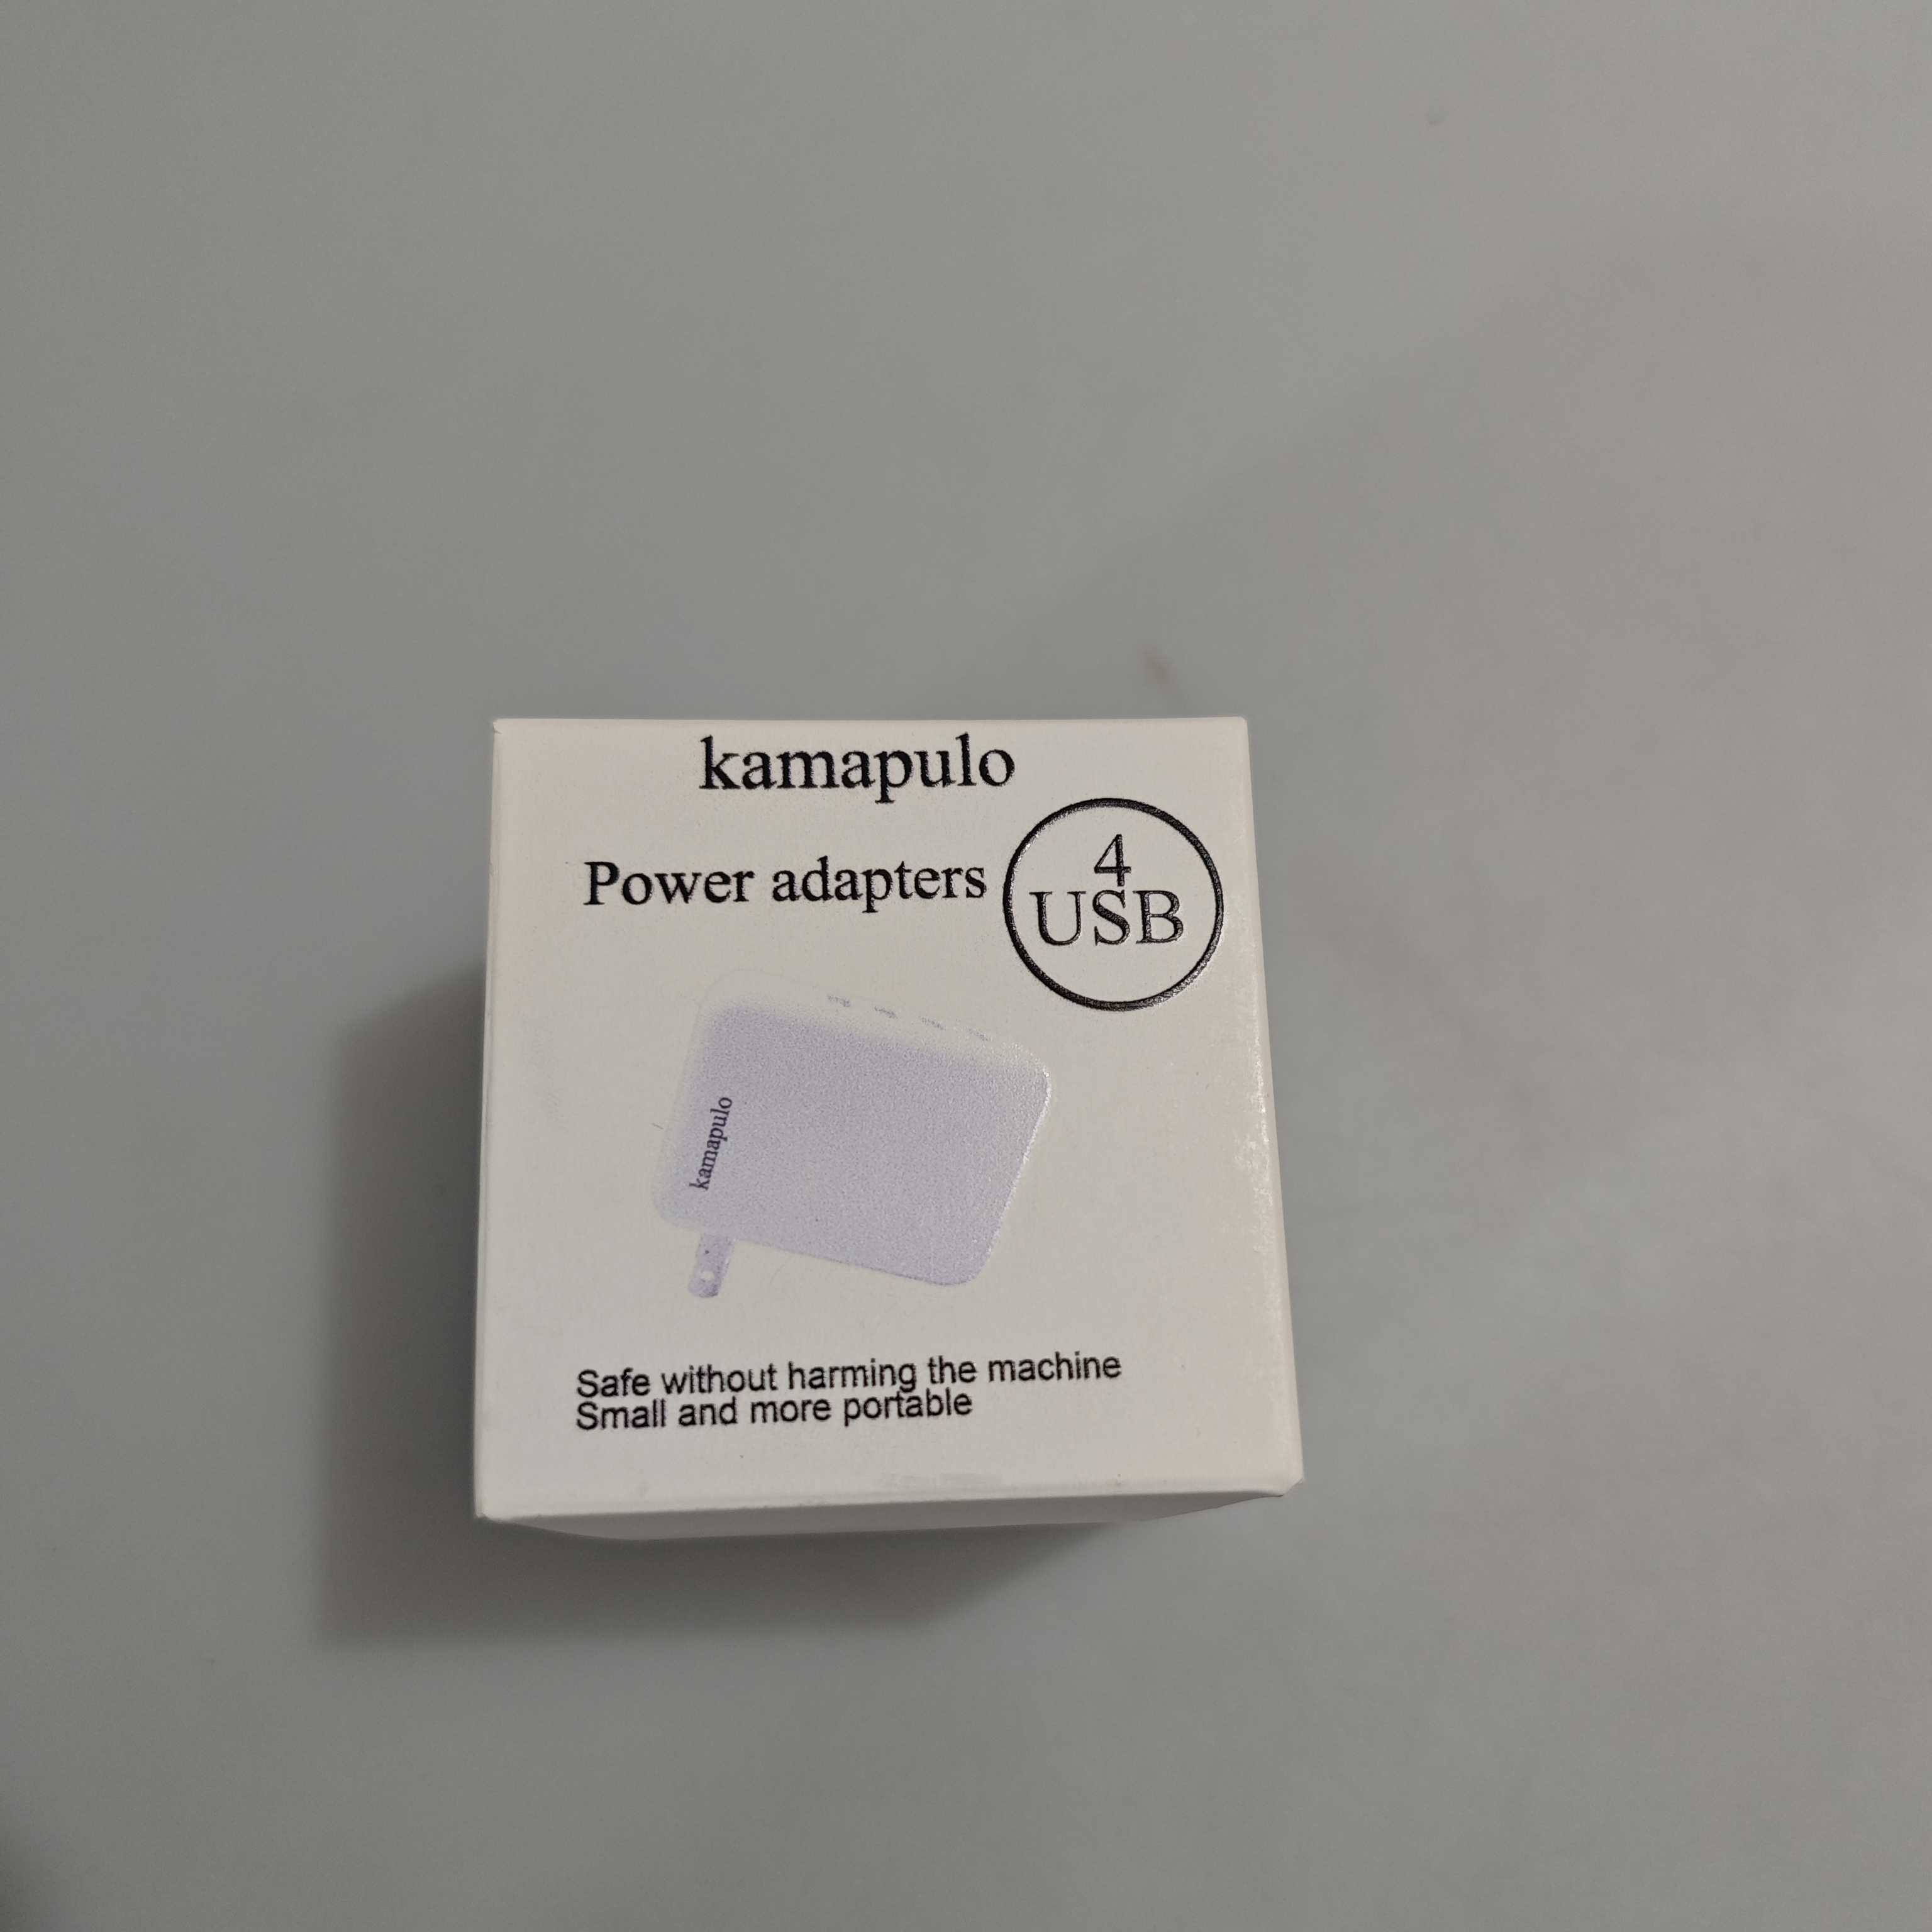 kamapulo
Power adapters
4
USB
kamapulo
Safe without harming the machine
Small and more portable